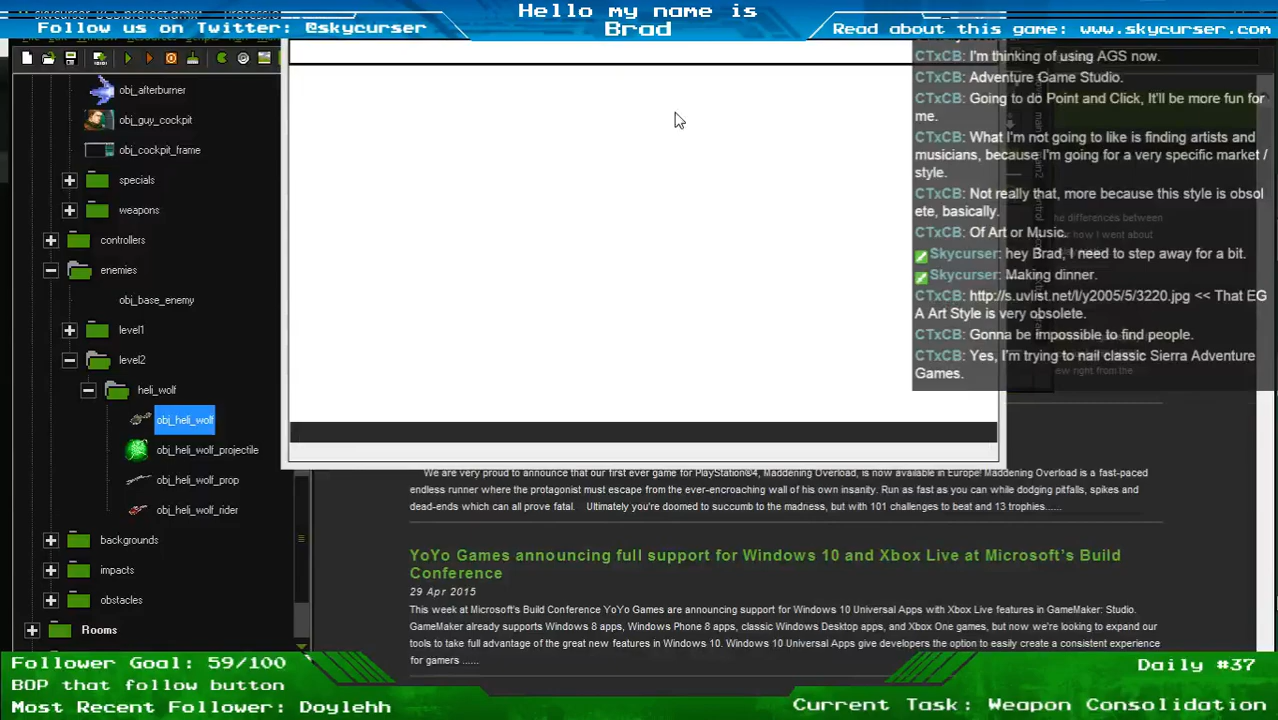 Hello my name is
Brad
Follow us on Twitter: @skycurser
Read about this game: www.skycurser.com
CTxCB: I'm thinking of using AGS now.
CTxCB: Adventure Game Studio.
CTxCB: Going to do Point and Click, It'll be more fun for
me.
CTxCB: What I'm not going to like is finding artists and
musicians, because I'm going for a very specific market /
style.
CTxCB: Not really that, more because this style is obsol
ete, basically.
CTxCB: Of Art or Music.
Skycurser: hey Brad, I need to step away for a bit.
Skycurser: Making dinner.
CTxCB: http://s.uvlist.net/l/y2005/5/3220.jpg << That EG
A Art Style is very obsolete.
CTxCB: Gonna be impossible to find people.
CTxCB: Yes, I'm trying to nail classic Sierra Adventure
Games.
the differences between
or how I went about
ew right from the
obj_afterburner
obj_guy_cockpit
obj_cockpit_frame
specials
weapons
controllers
enemies
obj_base_enemy
level1
level2
heli_wolf
obj_heli_wolf
obj_heli_wolf_projectile
obj_heli_wolf_prop
obj_heli_wolf_rider
backgrounds
impacts
obstacles
Rooms
We are very proud to announce that our first ever game for PlayStation®4, Maddening Overload, is now available in Europe! Maddening Overload is a fast-paced
endless runner where the protagonist must escape from the ever-encroaching wall of his own insanity. Run as fast as you can while dodging pitfalls, spikes and
dead-ends which can all prove fatal. Ultimately you're doomed to succumb to the madness, but with 101 challenges to beat and 13 trophies......
YoYo Games announcing full support for Windows 10 and Xbox Live at Microsoft's Build
Conference
29 Apr 2015
This week at Microsoft's Build Conference YoYo Games are announcing support for Windows 10 Universal Apps with Xbox Live features in GameMaker: Studio.
GameMaker already supports Windows 8 apps, Windows Phone 8 apps, classic Windows Desktop apps, and Xbox One games, but now we're looking to expand our
tools to take full advantage of the great new features in Windows 10. Windows 10 Universal Apps give developers the option to easily create a consistent experience
for gamers ......
Follower Goal: 59/100
BOP that follow button
Most Recent Follower: Doylehh
Daily #37
Current Task: Weapon Consolidation